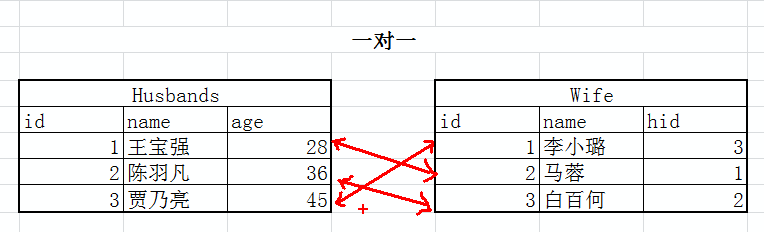 一对一
Husbands Wife
id name age id name hid
1 王宝强 28 1 李小璐 3
2 陈羽凡 36 2 马蓉 1
3 贾乃亮 45 3 白百何 2